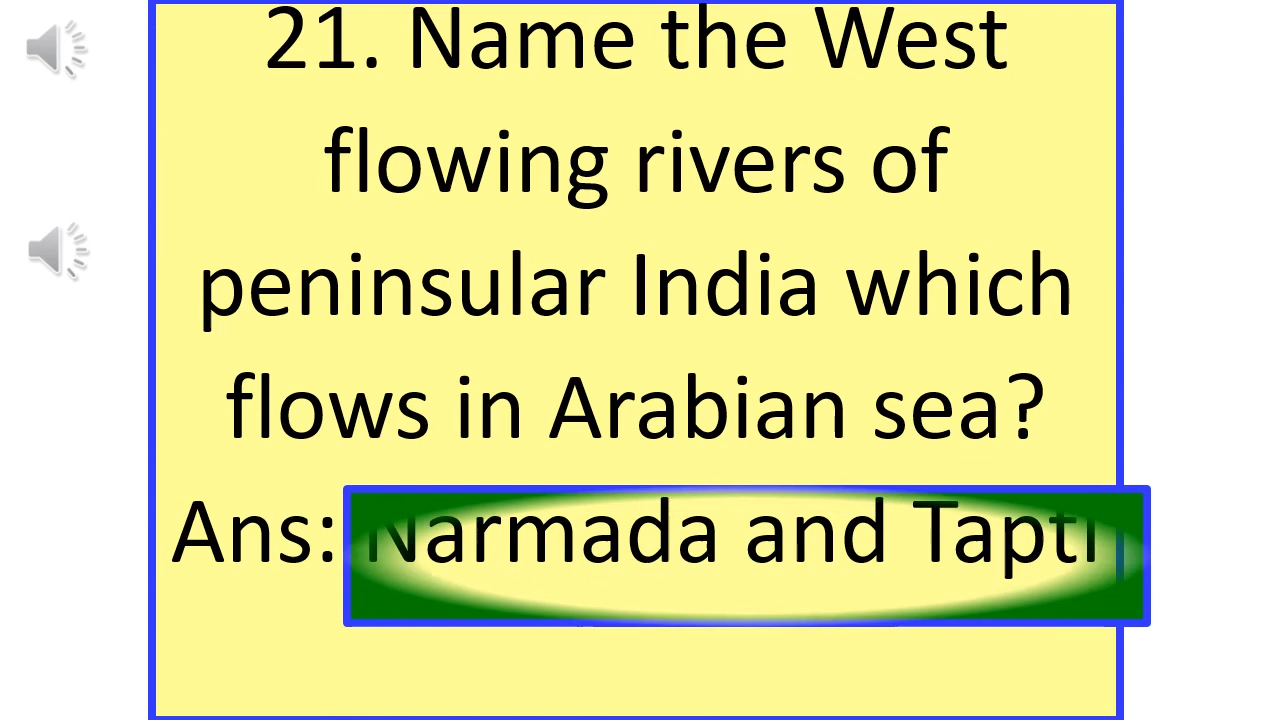 21. Name the West
flowing rivers of
peninsular India which
flows in Arabian sea?
Ans: Narmada and Tapti